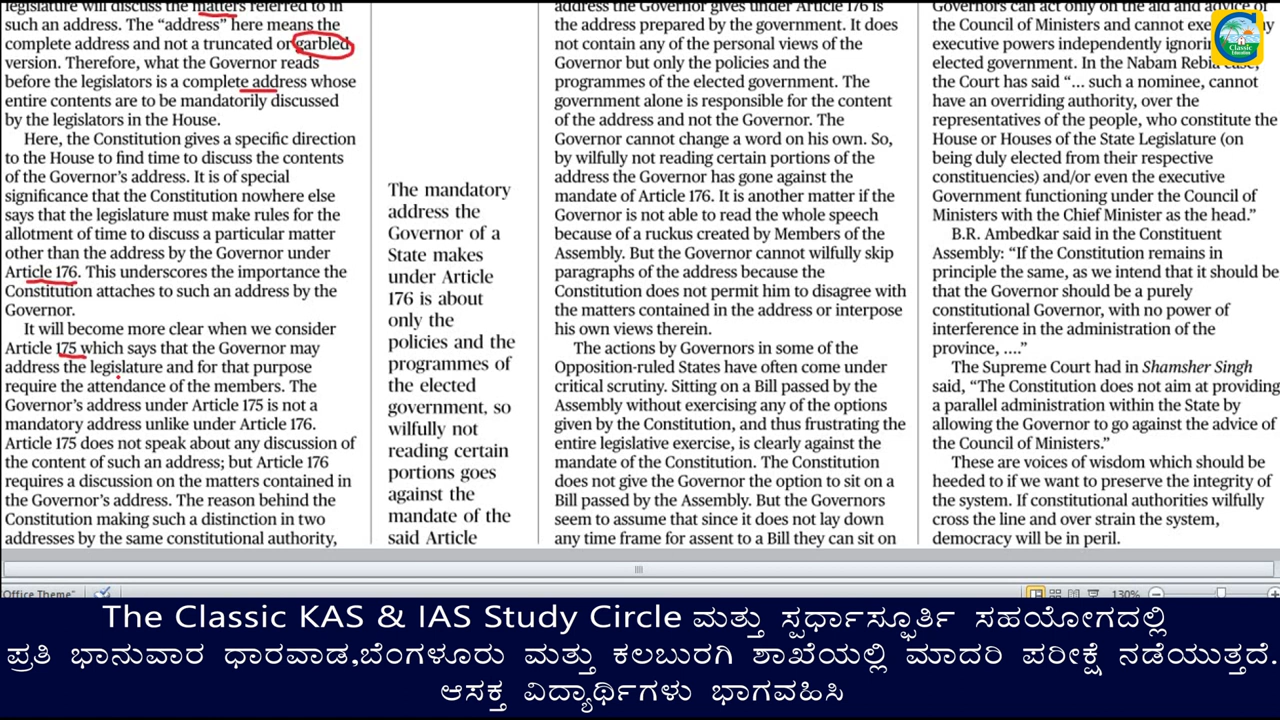 legislature will discuss the matters referred to in
such an address. The “address” here means the
complete address and not a truncated or garbled
version. Therefore, what the Governor reads
before the legislators is a complete address whose
entire contents are to be mandatorily discussed
by the legislators in the House.
Here, the Constitution gives a specific direction
to the House to find time to discuss the contents
of the Governor’s address. It is of special
significance that the Constitution nowhere else
says that the legislature must make rules for the
allotment of time to discuss a particular matter
other than the address by the Governor under
Article 176. This underscores the importance the
Constitution attaches to such an address by the
Governor.
It will become more clear when we consider
Article 175 which says that the Governor may
address the legislature and for that purpose
require the attendance of the members. The
Governor’s address under Article 175 is not a
mandatory address unlike under Article 176.
Article 175 does not speak about any discussion of
the content of such an address; but Article 176
requires a discussion on the matters contained in
the Governor’s address. The reason behind the
Constitution making such a distinction in two
addresses by the same constitutional authority,
The mandatory
address the
Governor of a
State makes
under Article
176 is about
only the
policies and the
programmes of
the elected
government, so
wilfully not
reading certain
portions goes
against the
mandate of the
said Article
address the Governor gives under Article 176 is
the address prepared by the government. It does
not contain any of the personal views of the
Governor but only the policies and the
programmes of the elected government. The
government alone is responsible for the content
of the address and not the Governor. The
Governor cannot change a word on his own. So,
by wilfully not reading certain portions of the
address the Governor has gone against the
mandate of Article 176. It is another matter if the
Governor is not able to read the whole speech
because of a ruckus created by Members of the
Assembly. But the Governor cannot wilfully skip
paragraphs of the address because the
Constitution does not permit him to disagree with
the matters contained in the address or interpose
his own views therein.
The actions by Governors in some of the
Opposition-ruled States have often come under
critical scrutiny. Sitting on a Bill passed by the
Assembly without exercising any of the options
given by the Constitution, and thus frustrating the
entire legislative exercise, is clearly against the
mandate of the Constitution. The Constitution
does not give the Governor the option to sit on a
Bill passed by the Assembly. But the Governors
seem to assume that since it does not lay down
any time frame for assent to a Bill they can sit on
Governors can act only on the aid and advice of
the Council of Ministers and cannot
executive powers independently
elected government. In the Nabam Rebia
the Court has said “... such a nominee, cannot
have an overriding authority, over the
representatives of the people, who constitute the
House or Houses of the State Legislature (on
being duly elected from their respective
constituencies) and/or even the executive
Government functioning under the Council of
Ministers with the Chief Minister as the head.”
B.R. Ambedkar said in the Constituent
Assembly: “If the Constitution remains in
principle the same, as we intend that it should be
that the Governor should be a purely
constitutional Governor, with no power of
interference in the administration of the
province, ....”
The Supreme Court had in Shamsher Singh
said, “The Constitution does not aim at providing
a parallel administration within the State by
allowing the Governor to go against the advice of
the Council of Ministers.”
These are voices of wisdom which should be
heeded to if we want to preserve the integrity of
the system. If constitutional authorities wilfully
cross the line and over strain the system,
democracy will be in peril.
Classic
Education
Office Theme"
130%
The Classic KAS & IAS Study Circle ಮತ್ತು ಸ್ಪರ್ಧಾಸ್ಫೂರ್ತಿ ಸಹಯೋಗದಲ್ಲಿ
ಪ್ರತಿ ಭಾನುವಾರ ಧಾರವಾಡ,ಬೆಂಗಳೂರು ಮತ್ತು ಕಲಬುರಗಿ ಶಾಖೆಯಲ್ಲಿ ಮಾದರಿ ಪರೀಕ್ಷೆ ನಡೆಯುತ್ತದೆ.
ಆಸಕ್ತ ವಿದ್ಯಾರ್ಥಿಗಳು ಭಾಗವಹಿಸಿ